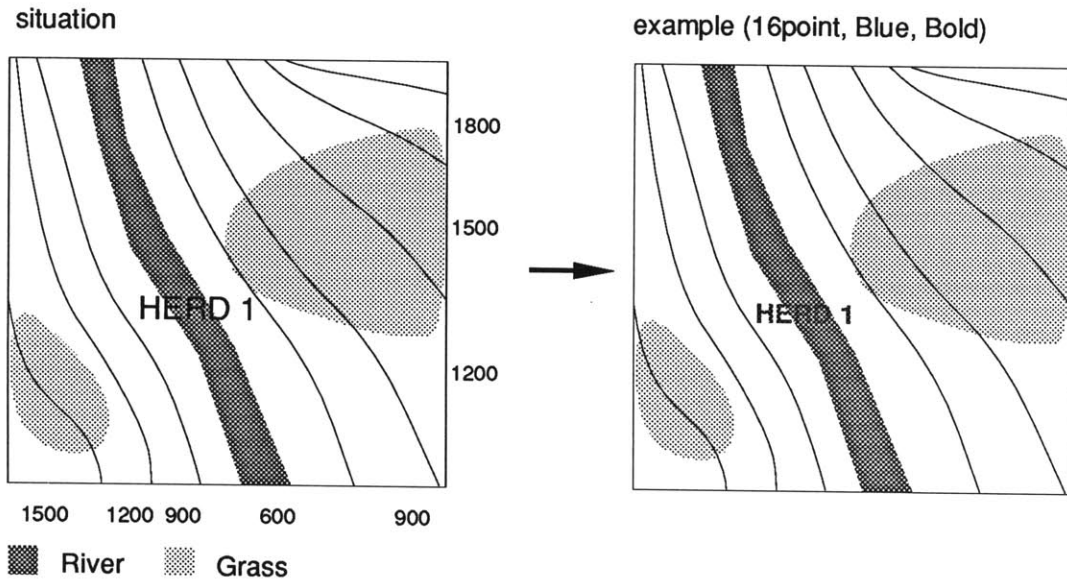 situation
example (16point, Blue, Bold)
1800
1500
HERD 1
HERD 1
1200
1500 1200 900 600 900
River Grass